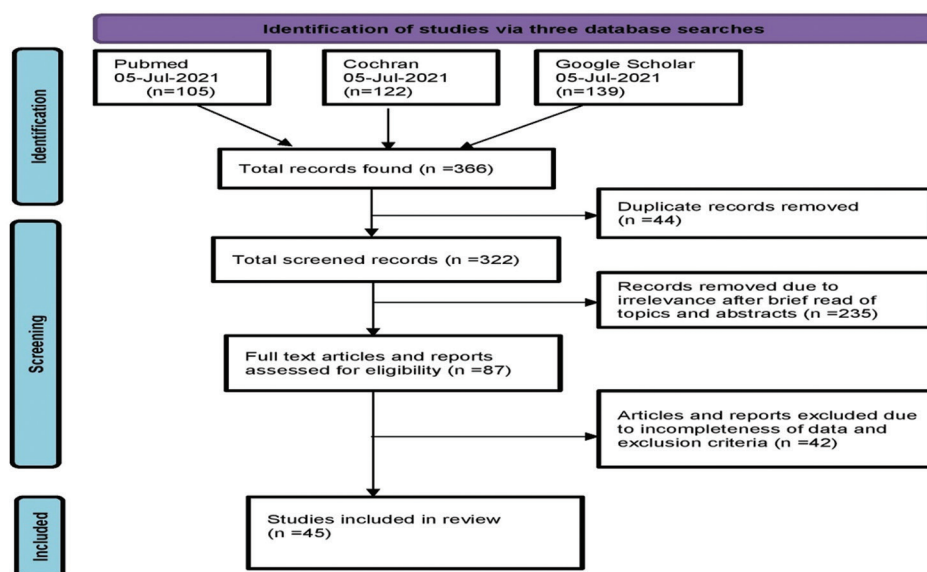 Identification of studies via three database searches
Identification
Pubmed
05-Jul-2021
(n=105)
Cochran
05-Jul-2021
(n=122)
Google Scholar
05-Jul-2021
(n=139)
Total records found (n =366)
Duplicate records removed
(n =44)
Screening
Total screened records (n =322)
Records removed due to
irrelevance after brief read of
topics and abstracts (n =235)
Full text articles and reports
assessed for eligibility (n =87)
Articles and reports excluded due
to incompleteness of data and
exclusion criteria (n =42)
Included
Studies included in review
(n =45)